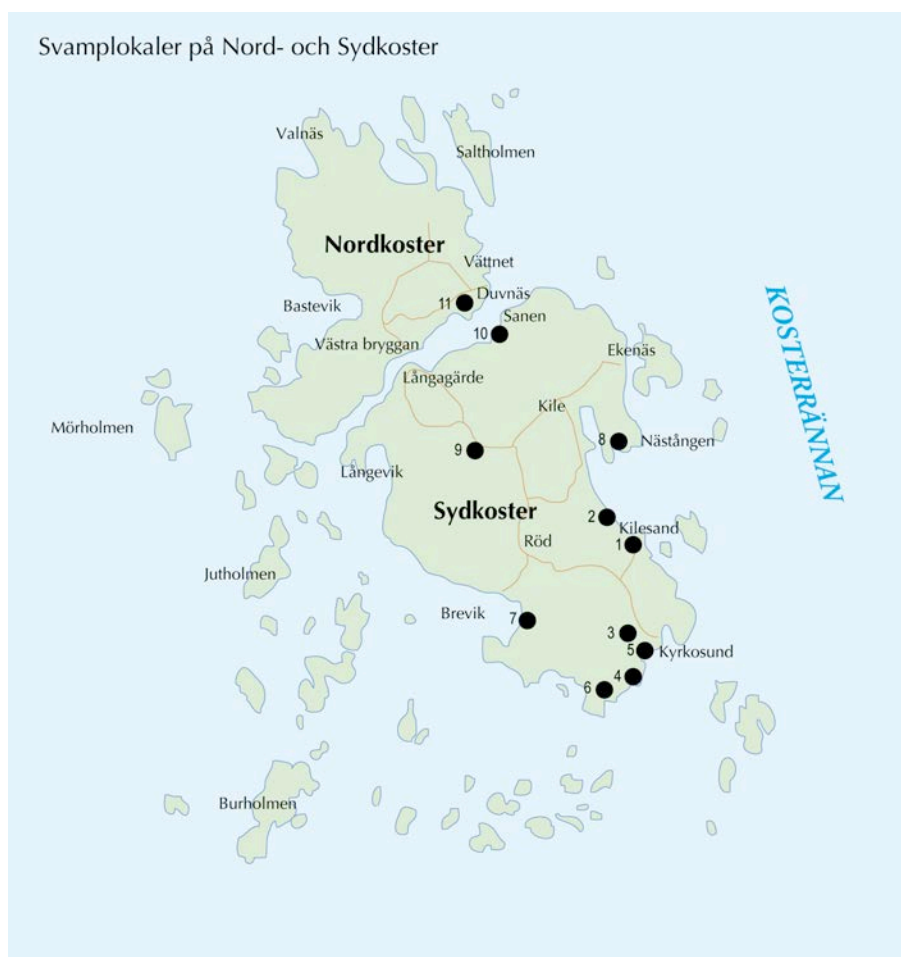 Svamplokaler på Nord- och Sydkoster
Valnäs
Saltholmen
Nordkoster
Vättnet
Duvnäs
11
Bastevik
Sanen
10
Västra bryggan
Ekenäs
Långagärde
Kile
KOSTERRÄNNAN
Mörholmen
8
Nästången
9
Långevik
Sydkoster
2
Kilesand
Röd
1
Jutholmen
Brevik
7
3
5
Kyrkosund
4
6
Burholmen